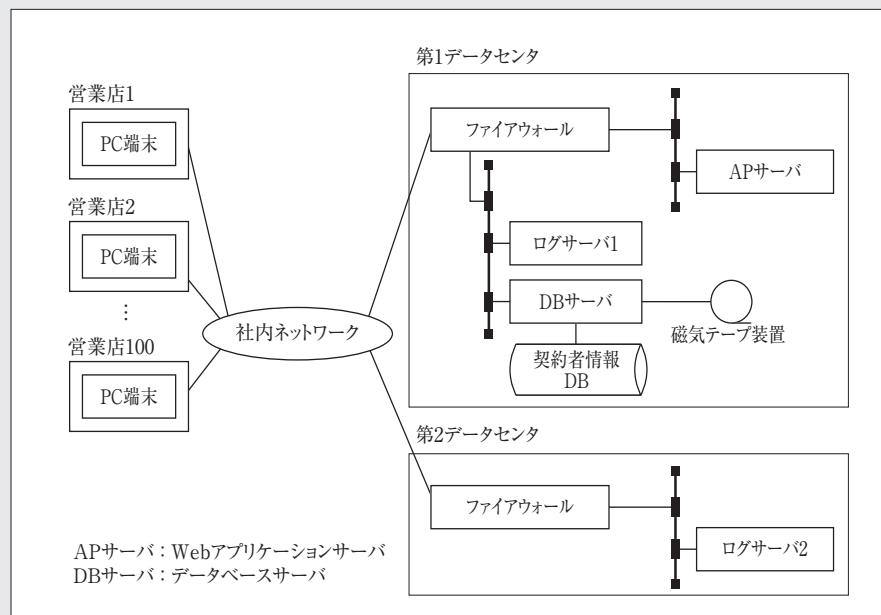 第1データセンタ
営業店1
PC端末
ファイアウォール
APサーバ
営業店2
PC端末
ログサーバ1
⋮
DBサーバ
社内ネットワーク
磁気テープ装置
営業店100
PC端末
契約者情報
DB
第2データセンタ
ファイアウォール
ログサーバ2
APサーバ：Webアプリケーションサーバ
DBサーバ：データベースサーバ